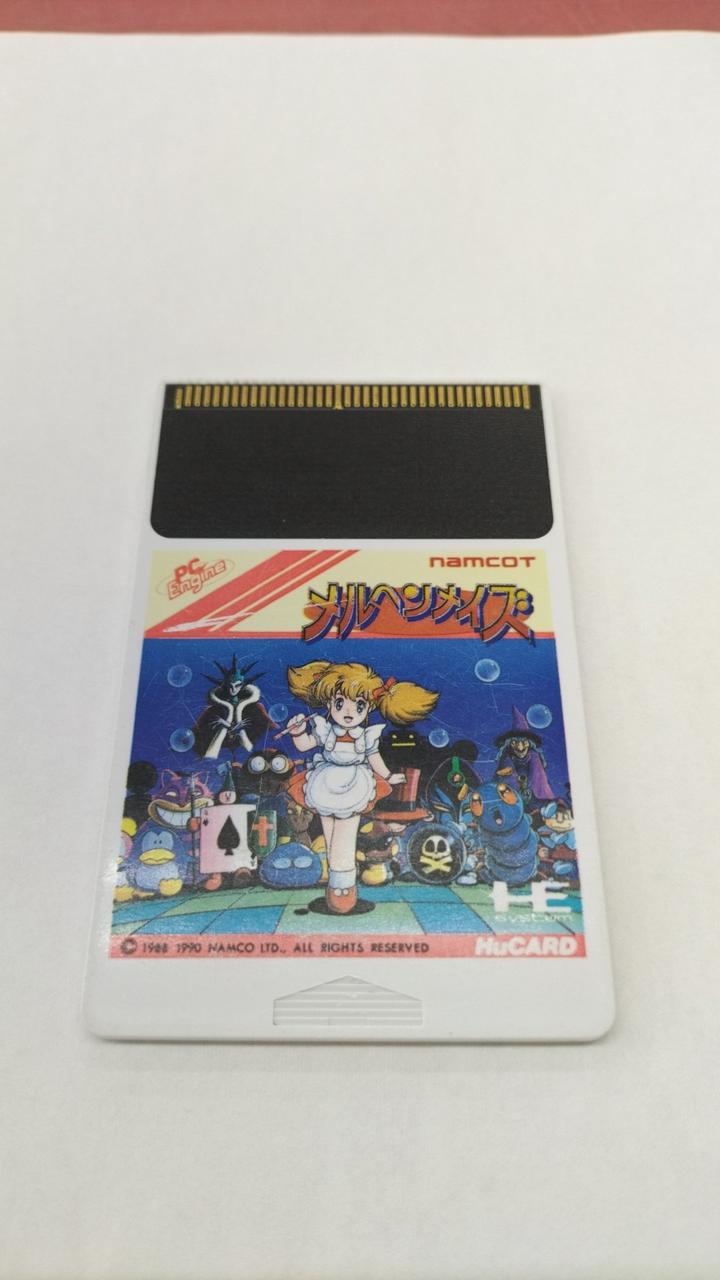 PC Engine
namcoT
メルヘンメイズ
HE
system
© 1988 1990 NAMCO LTD., ALL RIGHTS RESERVED
HuCARD